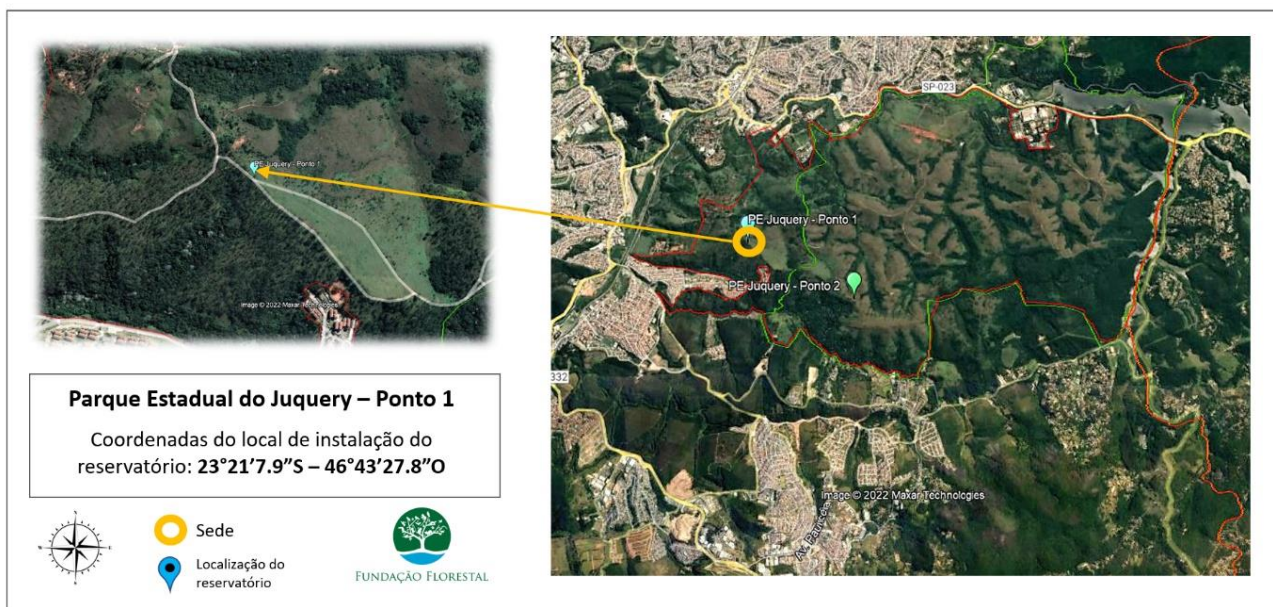 PE Juquery - Ponto 1
Image © 2022 Maxar Technologies
Parque Estadual do Juquery – Ponto 1
Coordenadas do local de instalação do
reservatório: 23°21’7.9”S – 46°43’27.8”O
N
O
E
S
Sede
Localização do
reservatório
FUNDAÇÃO FLORESTAL
SP-023
PE Juquery - Ponto 1
PE Juquery - Ponto 2
332
Image © 2022 Maxar Technologies